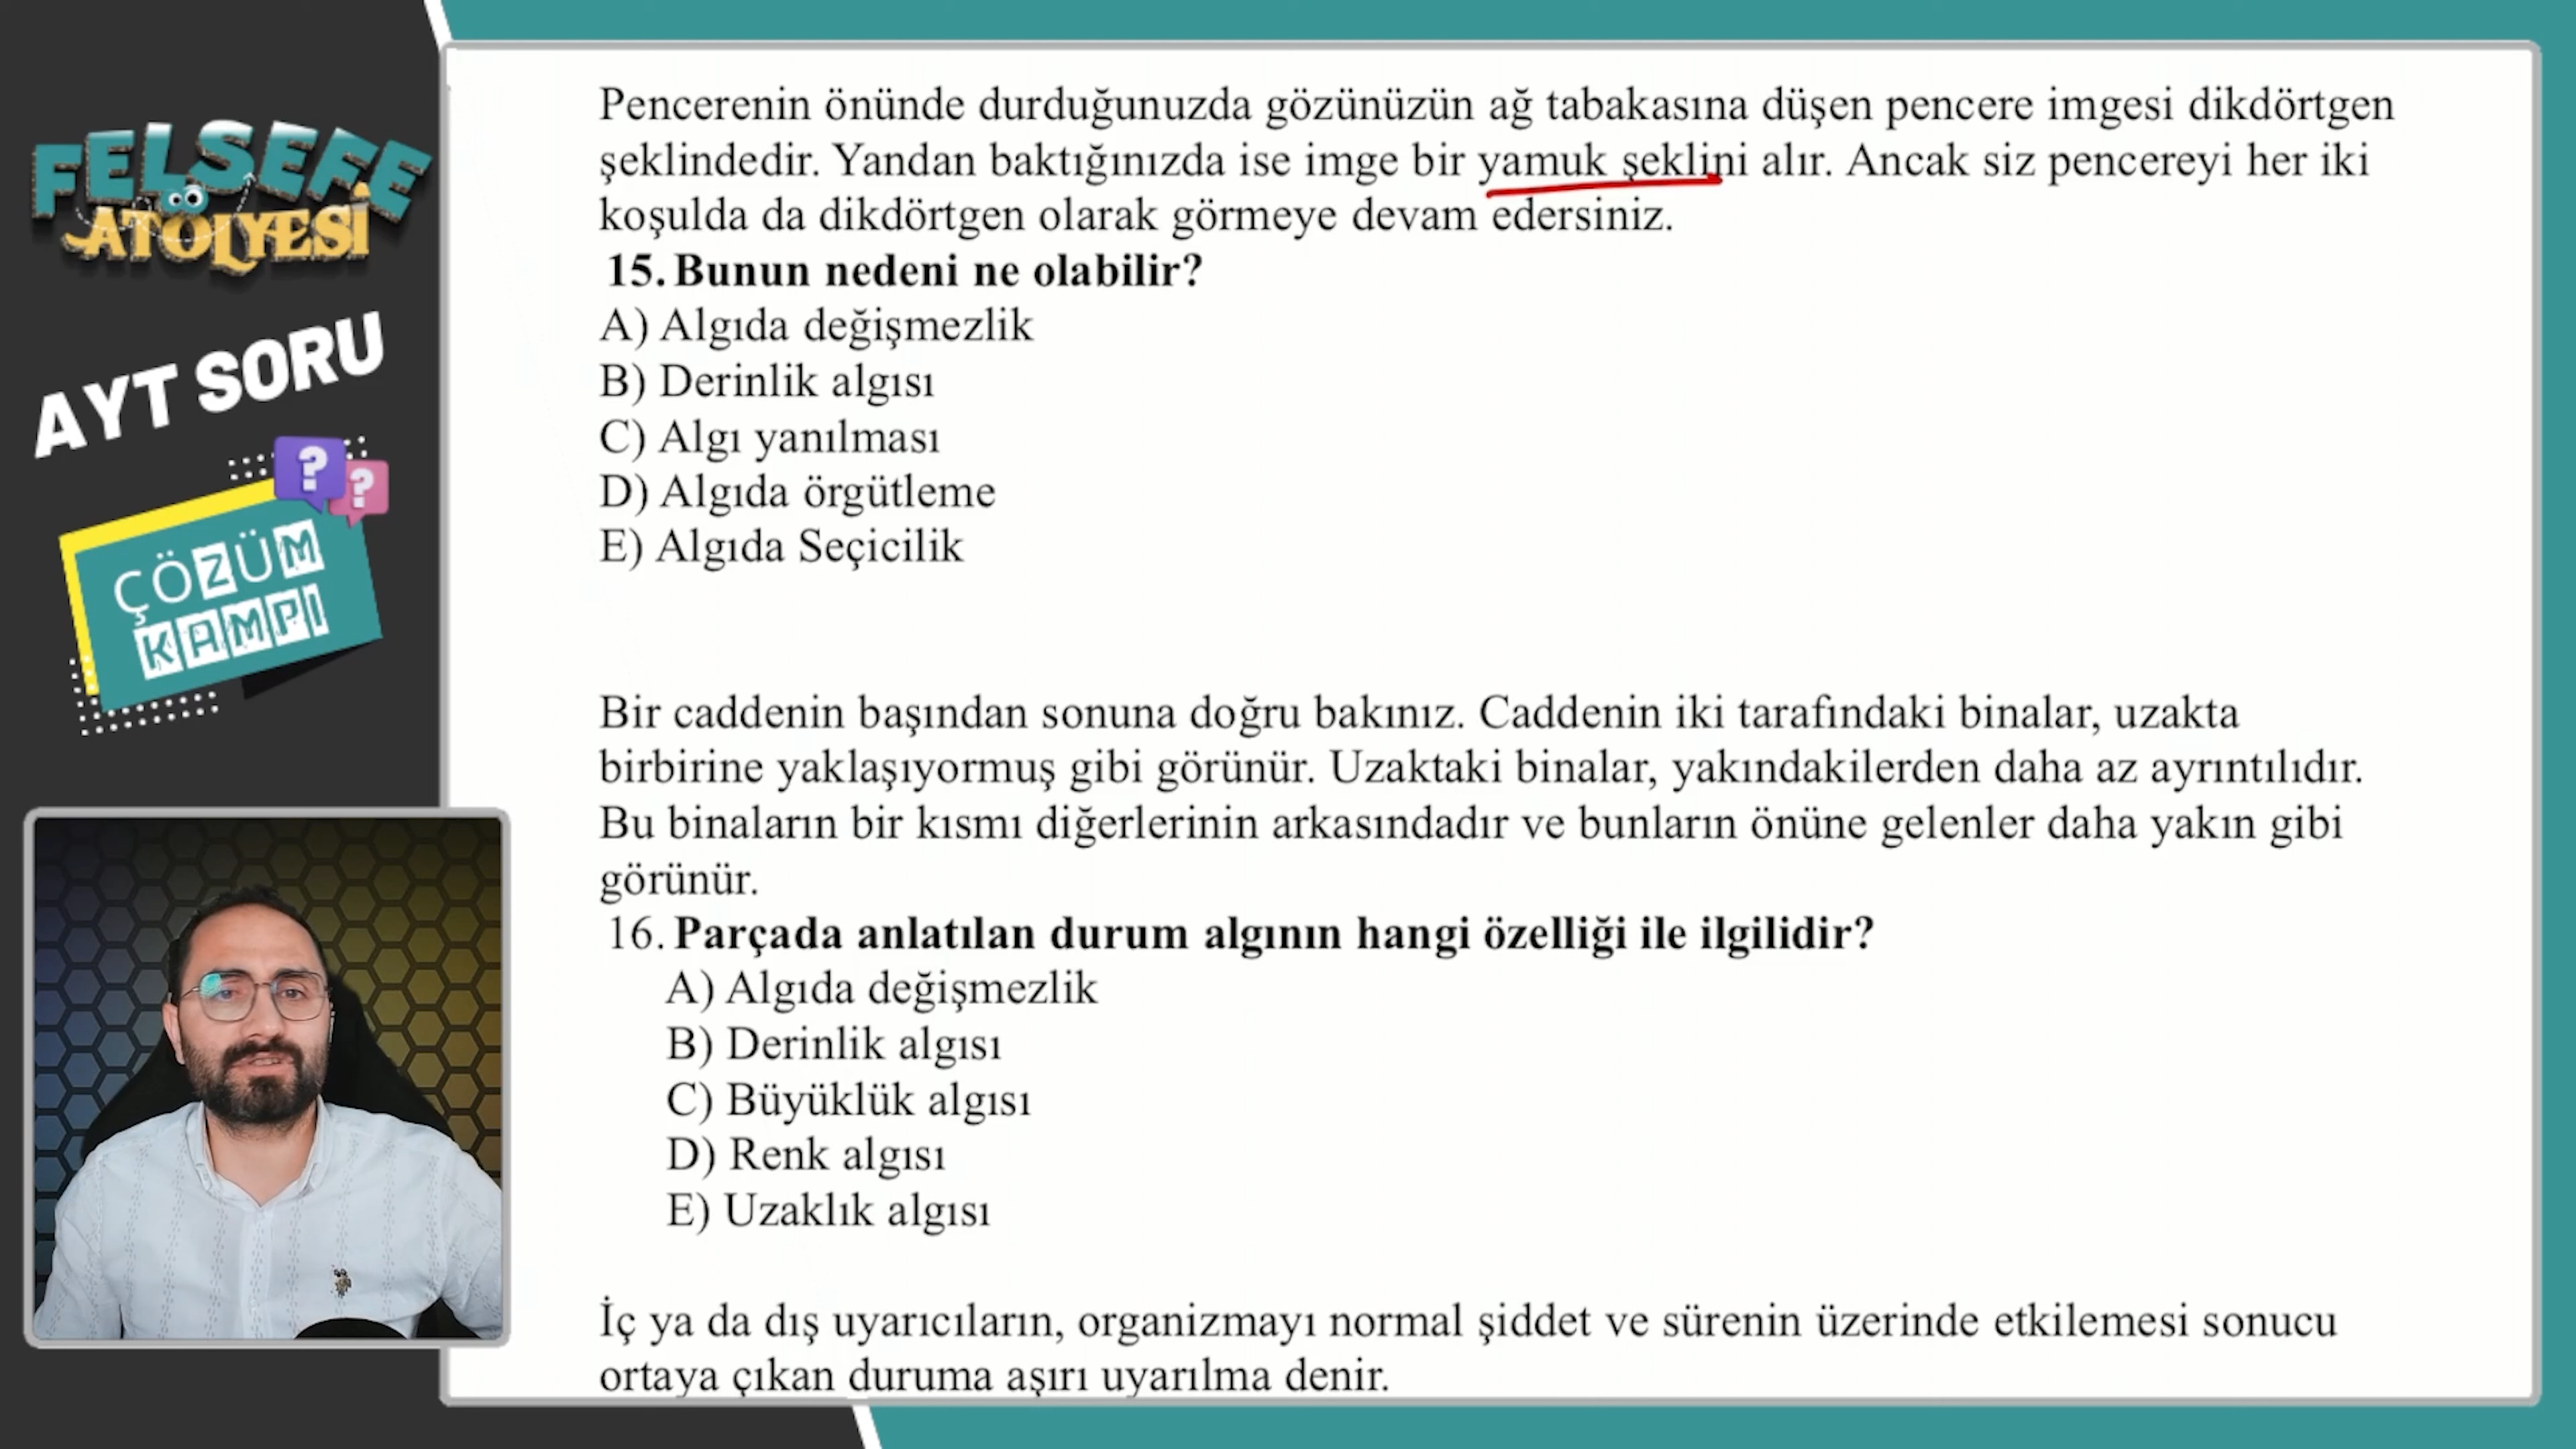 FELSEFE
ATÖLYESİ
AYT SORU
? ?
ÇÖZÜM
KAMPI
Pencerenin önünde durduğunuzda gözünüzün ağ tabakasına düşen pencere imgesi dikdörtgen
şeklindedir. Yandan baktığınızda ise imge bir yamuk şeklini alır. Ancak siz pencereyi her iki
koşulda da dikdörtgen olarak görmeye devam edersiniz.
15. Bunun nedeni ne olabilir?
A) Algıda değişmezlik
B) Derinlik algısı
C) Algı yanılması
D) Algıda örgütleme
E) Algıda Seçicilik
Bir caddenin başından sonuna doğru bakınız. Caddenin iki tarafındaki binalar, uzakta
birbirine yaklaşıyormuş gibi görünür. Uzaktaki binalar, yakındakilerden daha az ayrıntılıdır.
Bu binaların bir kısmı diğerlerinin arkasındadır ve bunların önüne gelenler daha yakın gibi
görünür.
16. Parçada anlatılan durum algının hangi özelliği ile ilgilidir?
A) Algıda değişmezlik
B) Derinlik algısı
C) Büyüklük algısı
D) Renk algısı
E) Uzaklık algısı
İç ya da dış uyarıcıların, organizmayı normal şiddet ve sürenin üzerinde etkilemesi sonucu
ortaya çıkan duruma aşırı uyarılma denir.